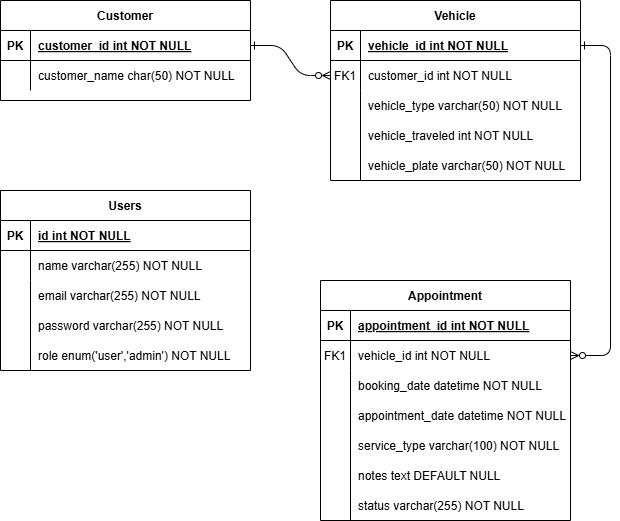 Customer
PK customer_id int NOT NULL
customer_name char(50) NOT NULL
Vehicle
PK vehicle_id int NOT NULL
FK1 customer_id int NOT NULL
vehicle_type varchar(50) NOT NULL
vehicle_traveled int NOT NULL
vehicle_plate varchar(50) NOT NULL
Users
PK id int NOT NULL
name varchar(255) NOT NULL
email varchar(255) NOT NULL
password varchar(255) NOT NULL
role enum('user','admin') NOT NULL
Appointment
PK appointment_id int NOT NULL
FK1 vehicle_id int NOT NULL
booking_date datetime NOT NULL
appointment_date datetime NOT NULL
service_type varchar(100) NOT NULL
notes text DEFAULT NULL
status varchar(255) NOT NULL